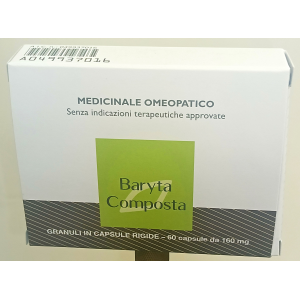 A049937016
MEDICINALE OMEOPATICO
Senza indicazioni terapeutiche approvate
Baryta
Composta
GRANULI IN CAPSULE RIGIDE - 60 capsule da 160 mg